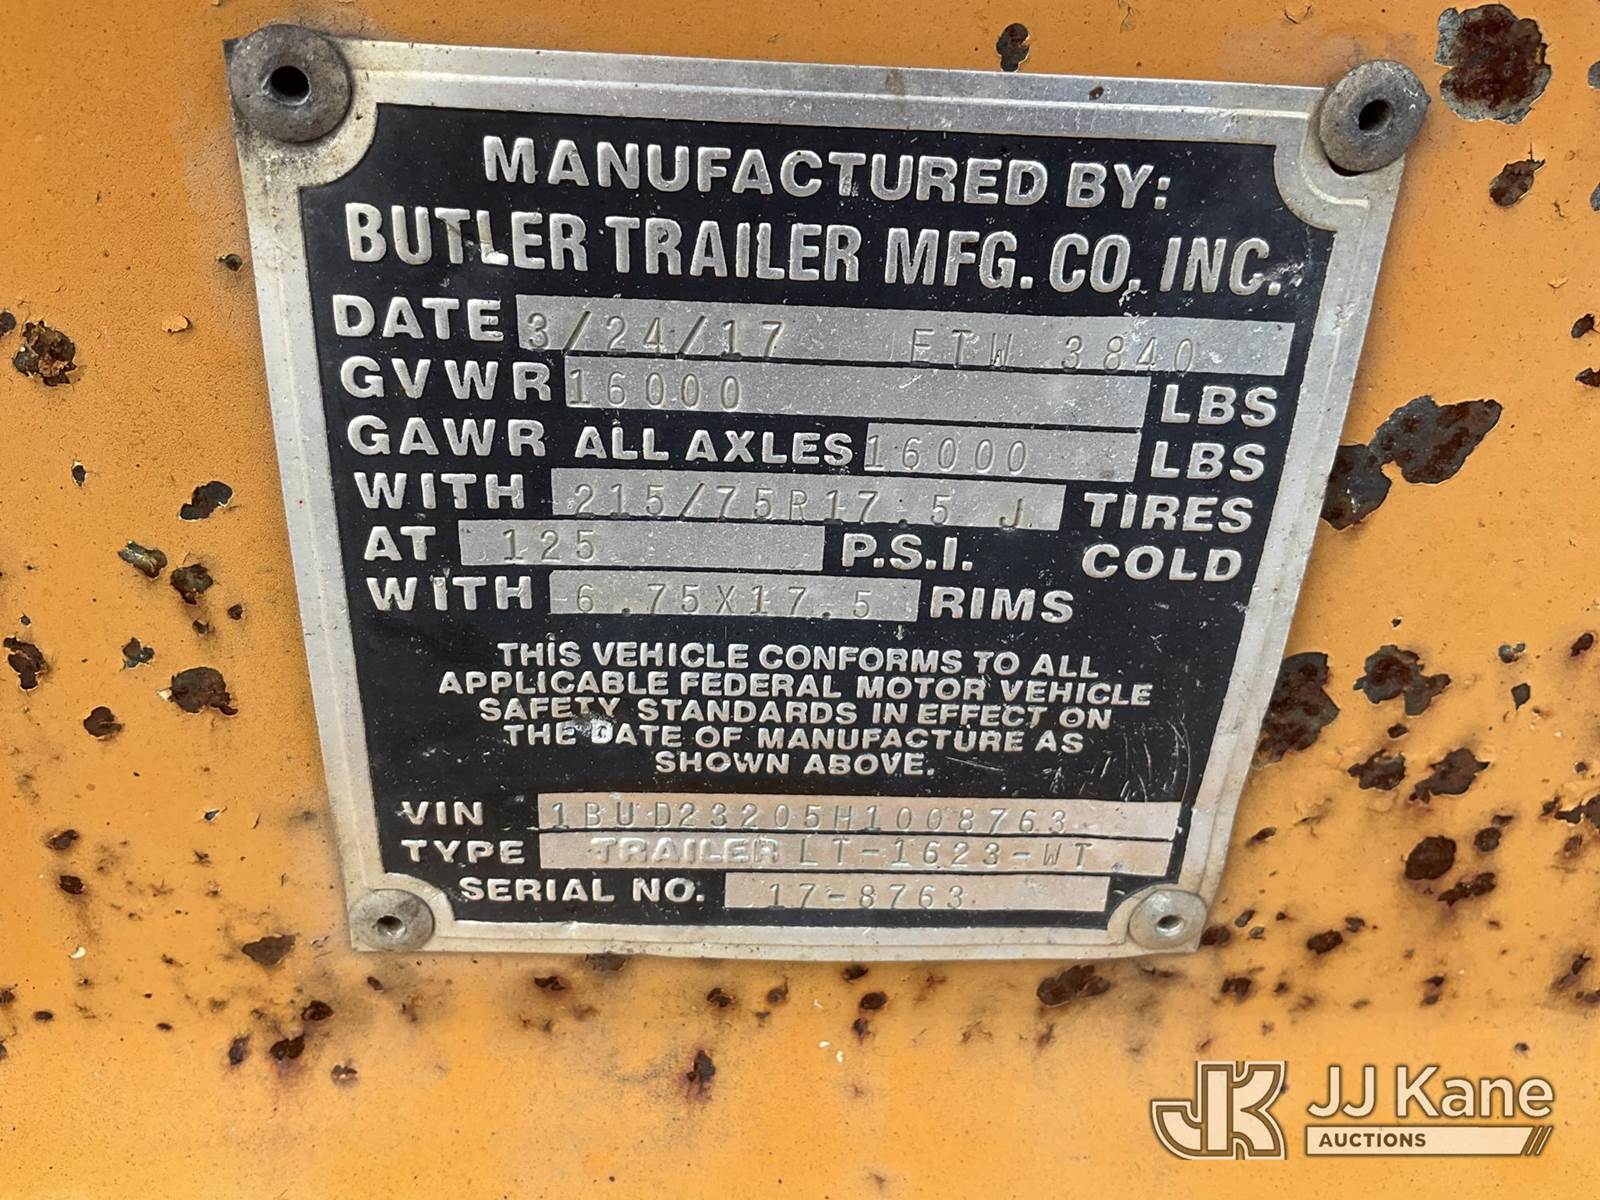 MANUFACTURED BY:
BUTLER TRAILER MFG. CO, INC.
DATE 3/24/17 ETW 3840
GVWR 16000 LBS
GAWR ALL AXLES 16000 LBS
WITH 215/75R17.5 J TIRES
AT 125 P.S.I. COLD
WITH 6.75X17.5 RIMS
THIS VEHICLE CONFORMS TO ALL
APPLICABLE FEDERAL MOTOR VEHICLE
SAFETY STANDARDS IN EFFECT ON
THE DATE OF MANUFACTURE AS
SHOWN ABOVE.
VIN 1BUD23205H1008763
TYPE TRAILER LT-1623-WT
SERIAL NO. 17-8763
JK JJ Kane
AUCTIONS